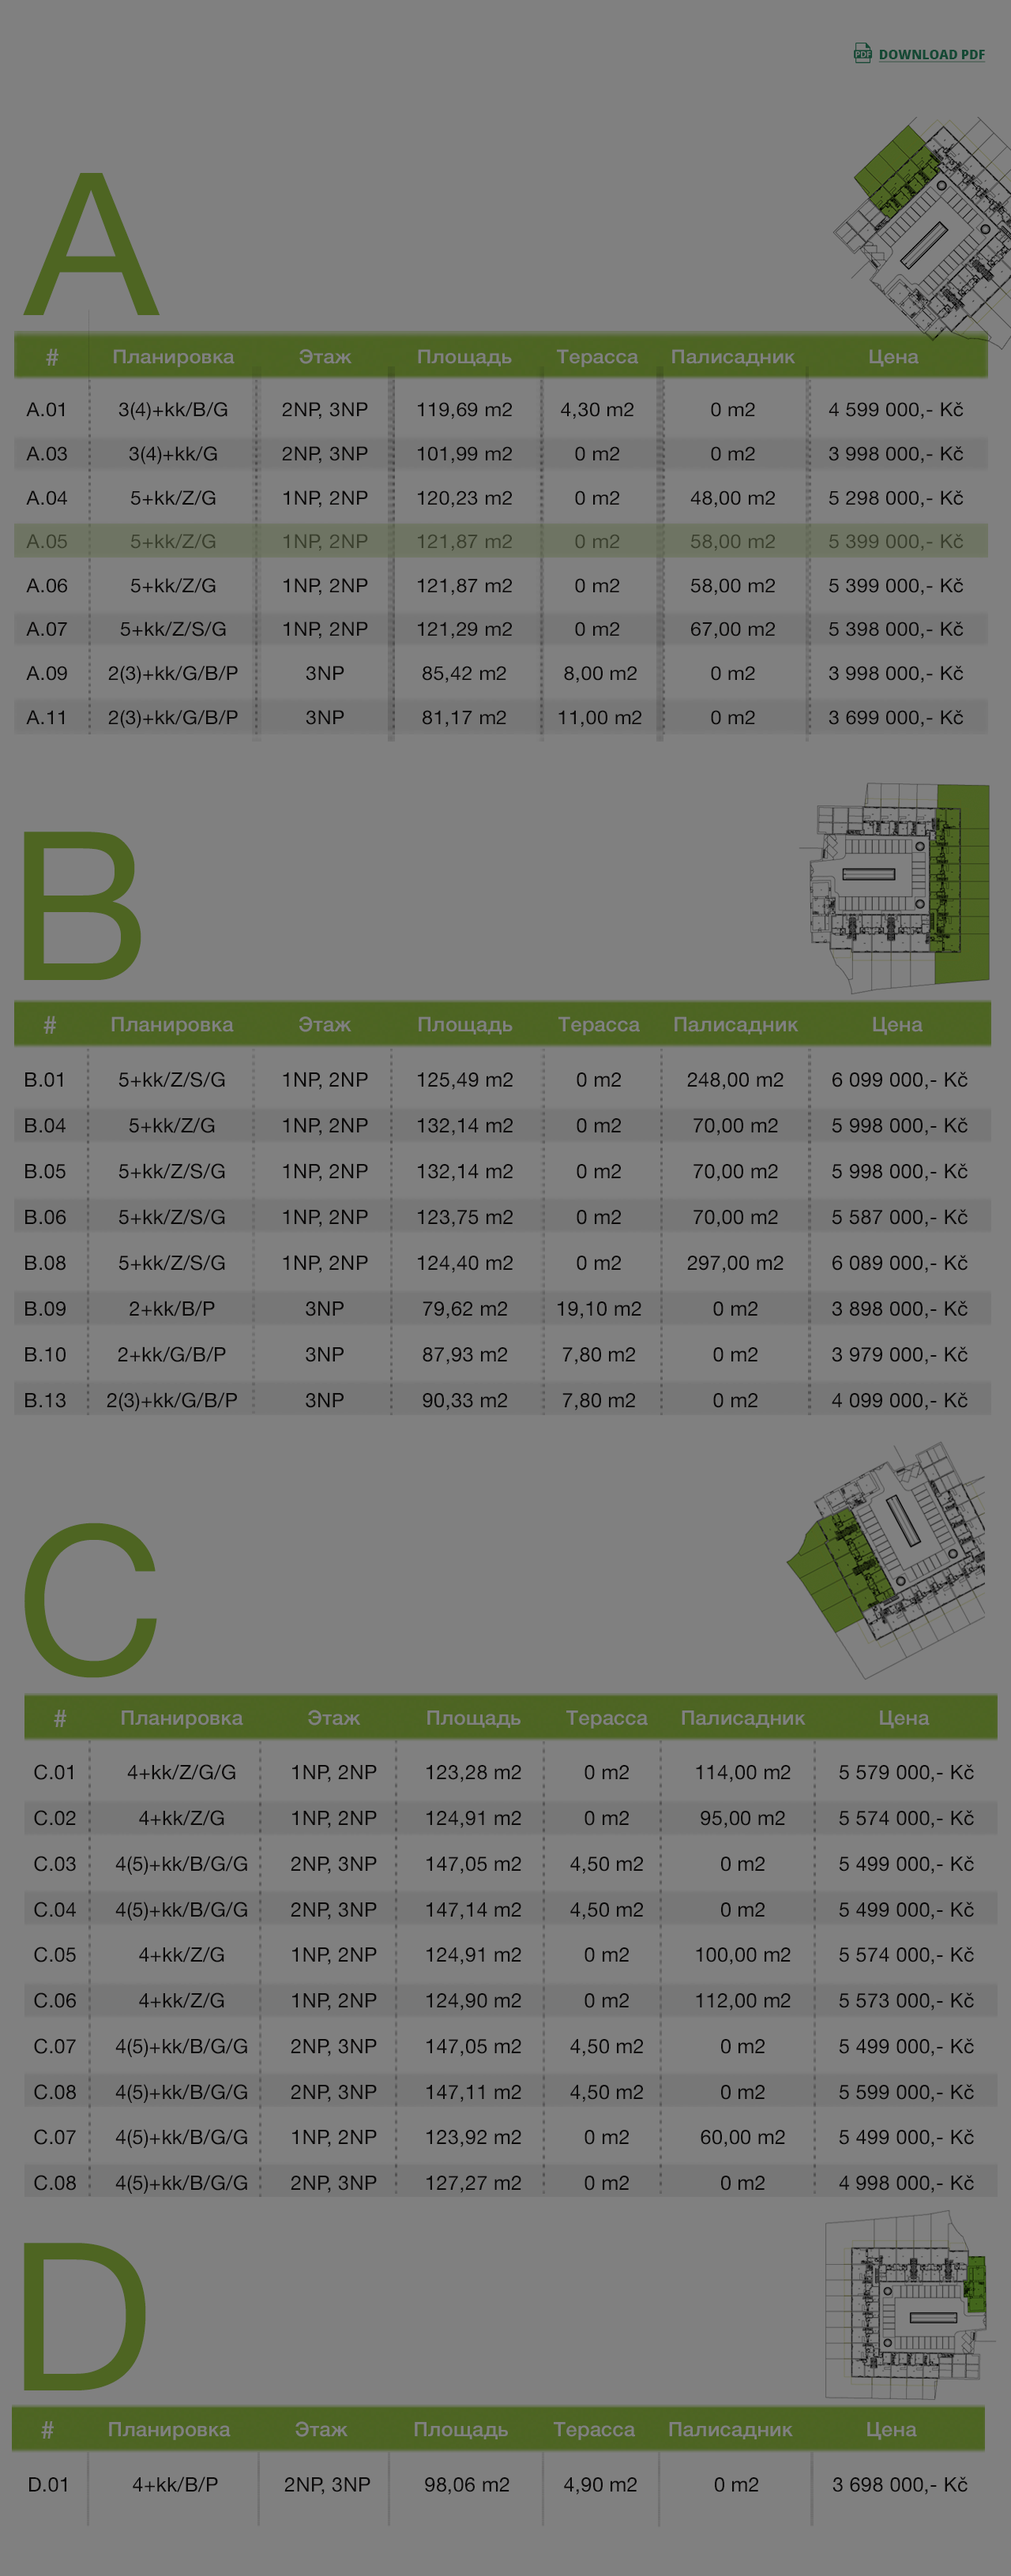 DOWNLOAD PDF
A
# Планировка Этаж Площадь Терасса Палисадник Цена
A.01 3(4)+kk/B/G 2NP, 3NP 119,69 m2 4,30 m2 0 m2 4 599 000,- Kč
A.03 3(4)+kk/G 2NP, 3NP 101,99 m2 0 m2 0 m2 3 998 000,- Kč
A.04 5+kk/Z/G 1NP, 2NP 120,23 m2 0 m2 48,00 m2 5 298 000,- Kč
A.05 5+kk/Z/G 1NP, 2NP 121,87 m2 0 m2 58,00 m2 5 399 000,- Kč
A.06 5+kk/Z/G 1NP, 2NP 121,87 m2 0 m2 58,00 m2 5 399 000,- Kč
A.07 5+kk/Z/S/G 1NP, 2NP 121,29 m2 0 m2 67,00 m2 5 398 000,- Kč
A.09 2(3)+kk/G/B/P 3NP 85,42 m2 8,00 m2 0 m2 3 998 000,- Kč
A.11 2(3)+kk/G/B/P 3NP 81,17 m2 11,00 m2 0 m2 3 699 000,- Kč
B
# Планировка Этаж Площадь Терасса Палисадник Цена
B.01 5+kk/Z/S/G 1NP, 2NP 125,49 m2 0 m2 248,00 m2 6 099 000,- Kč
B.04 5+kk/Z/G 1NP, 2NP 132,14 m2 0 m2 70,00 m2 5 998 000,- Kč
B.05 5+kk/Z/S/G 1NP, 2NP 132,14 m2 0 m2 70,00 m2 5 998 000,- Kč
B.06 5+kk/Z/S/G 1NP, 2NP 123,75 m2 0 m2 70,00 m2 5 587 000,- Kč
B.08 5+kk/Z/S/G 1NP, 2NP 124,40 m2 0 m2 297,00 m2 6 089 000,- Kč
B.09 2+kk/B/P 3NP 79,62 m2 19,10 m2 0 m2 3 898 000,- Kč
B.10 2+kk/G/B/P 3NP 87,93 m2 7,80 m2 0 m2 3 979 000,- Kč
B.13 2(3)+kk/G/B/P 3NP 90,33 m2 7,80 m2 0 m2 4 099 000,- Kč
C
# Планировка Этаж Площадь Терасса Палисадник Цена
C.01 4+kk/Z/G/G 1NP, 2NP 123,28 m2 0 m2 114,00 m2 5 579 000,- Kč
C.02 4+kk/Z/G 1NP, 2NP 124,91 m2 0 m2 95,00 m2 5 574 000,- Kč
C.03 4(5)+kk/B/G/G 2NP, 3NP 147,05 m2 4,50 m2 0 m2 5 499 000,- Kč
C.04 4(5)+kk/B/G/G 2NP, 3NP 147,14 m2 4,50 m2 0 m2 5 499 000,- Kč
C.05 4+kk/Z/G 1NP, 2NP 124,91 m2 0 m2 100,00 m2 5 574 000,- Kč
C.06 4+kk/Z/G 1NP, 2NP 124,90 m2 0 m2 112,00 m2 5 573 000,- Kč
C.07 4(5)+kk/B/G/G 2NP, 3NP 147,05 m2 4,50 m2 0 m2 5 499 000,- Kč
C.08 4(5)+kk/B/G/G 2NP, 3NP 147,11 m2 4,50 m2 0 m2 5 599 000,- Kč
C.07 4(5)+kk/B/G/G 1NP, 2NP 123,92 m2 0 m2 60,00 m2 5 499 000,- Kč
C.08 4(5)+kk/B/G/G 2NP, 3NP 127,27 m2 0 m2 0 m2 4 998 000,- Kč
D
# Планировка Этаж Площадь Терасса Палисадник Цена
D.01 4+kk/B/P 2NP, 3NP 98,06 m2 4,90 m2 0 m2 3 698 000,- Kč